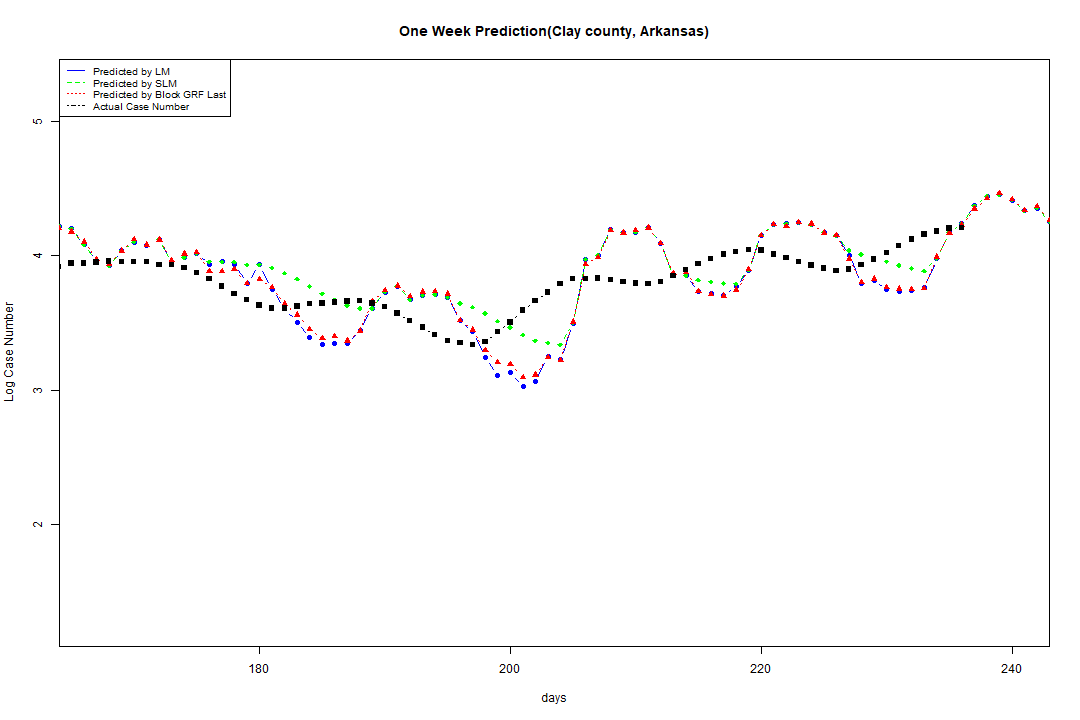 One Week Prediction(Clay county, Arkansas)
Predicted by LM
Predicted by SLM
Predicted by Block GRF Last
Actual Case Number
5
4
3
2
Log Case Number
180
200
220
240
days